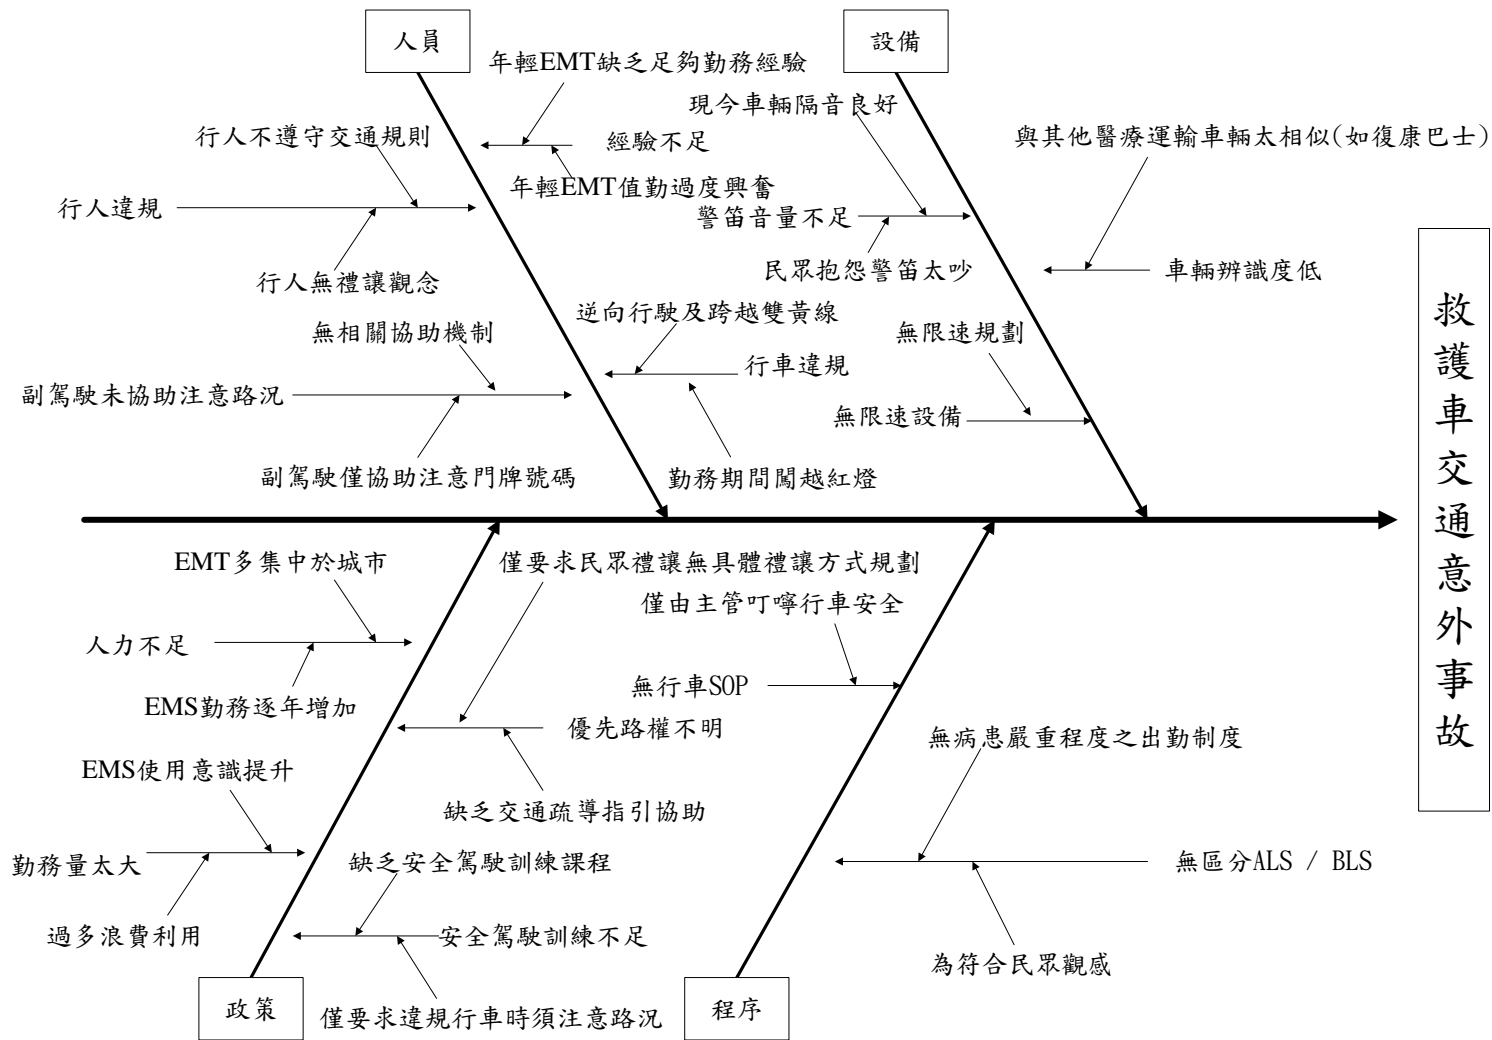 人員
設備
年輕EMT缺乏足夠勤務經驗
現今車輛隔音良好
行人不遵守交通規則
經驗不足
與其他醫療運輸車輛太相似(如復康巴士)
年輕EMT值勤過度興奮
行人違規
警笛音量不足
行人無禮讓觀念
民眾抱怨警笛太吵
車輛辨識度低
逆向行駛及跨越雙黃線
無相關協助機制
無限速規劃
行車違規
副駕駛未協助注意路況
無限速設備
副駕駛僅協助注意門牌號碼
勤務期間闖越紅燈
救護車交通意外事故
EMT多集中於城市
僅要求民眾禮讓無具體禮讓方式規劃
僅由主管叮嚀行車安全
人力不足
無行車SOP
EMS勤務逐年增加
優先路權不明
無病患嚴重程度之出勤制度
EMS使用意識提升
缺乏交通疏導指引協助
勤務量太大
缺乏安全駕駛訓練課程
無區分ALS / BLS
過多浪費利用
安全駕駛訓練不足
為符合民眾觀感
政策
僅要求違規行車時須注意路況
程序